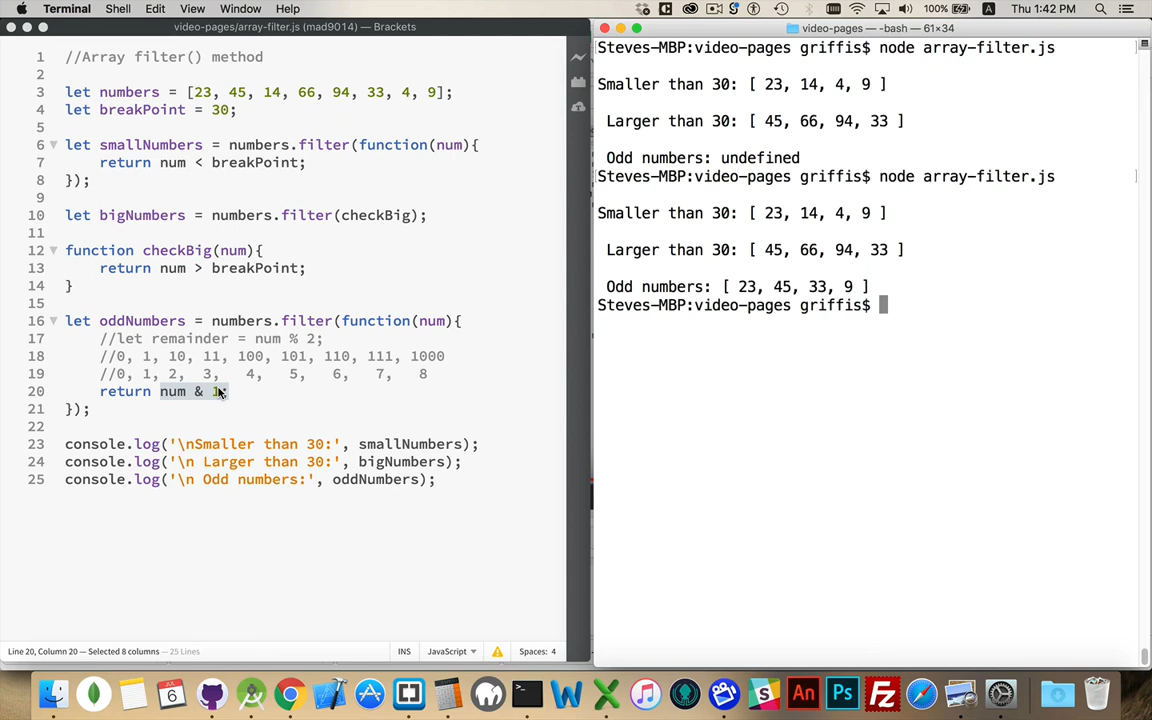 Terminal Shell Edit View Window Help
100% A Thu 1:42 PM
video-pages/array-filter.js (mad9014) — Brackets
1 //Array filter() method
2
3 let numbers = [23, 45, 14, 66, 94, 33, 4, 9];
4 let breakPoint = 30;
5
6 let smallNumbers = numbers.filter(function(num){
7 return num < breakPoint;
8 });
9
10 let bigNumbers = numbers.filter(checkBig);
11
12 function checkBig(num){
13 return num > breakPoint;
14 }
15
16 let oddNumbers = numbers.filter(function(num){
17 //let remainder = num % 2;
18 //0, 1, 10, 11, 100, 101, 110, 111, 1000
19 //0, 1, 2, 3, 4, 5, 6, 7, 8
20 return num & 1;
21 });
22
23 console.log('\nSmaller than 30:', smallNumbers);
24 console.log('\n Larger than 30:', bigNumbers);
25 console.log('\n Odd numbers:', oddNumbers);
Line 20, Column 20 — Selected 8 columns — 25 Lines
INS JavaScript Spaces: 4
video-pages — -bash — 61×34
Steves-MBP:video-pages griffis$ node array-filter.js
Smaller than 30: [ 23, 14, 4, 9 ]
Larger than 30: [ 45, 66, 94, 33 ]
Odd numbers: undefined
Steves-MBP:video-pages griffis$ node array-filter.js
Smaller than 30: [ 23, 14, 4, 9 ]
Larger than 30: [ 45, 66, 94, 33 ]
Odd numbers: [ 23, 45, 33, 9 ]
Steves-MBP:video-pages griffis$
6 W X S An Ps Fz